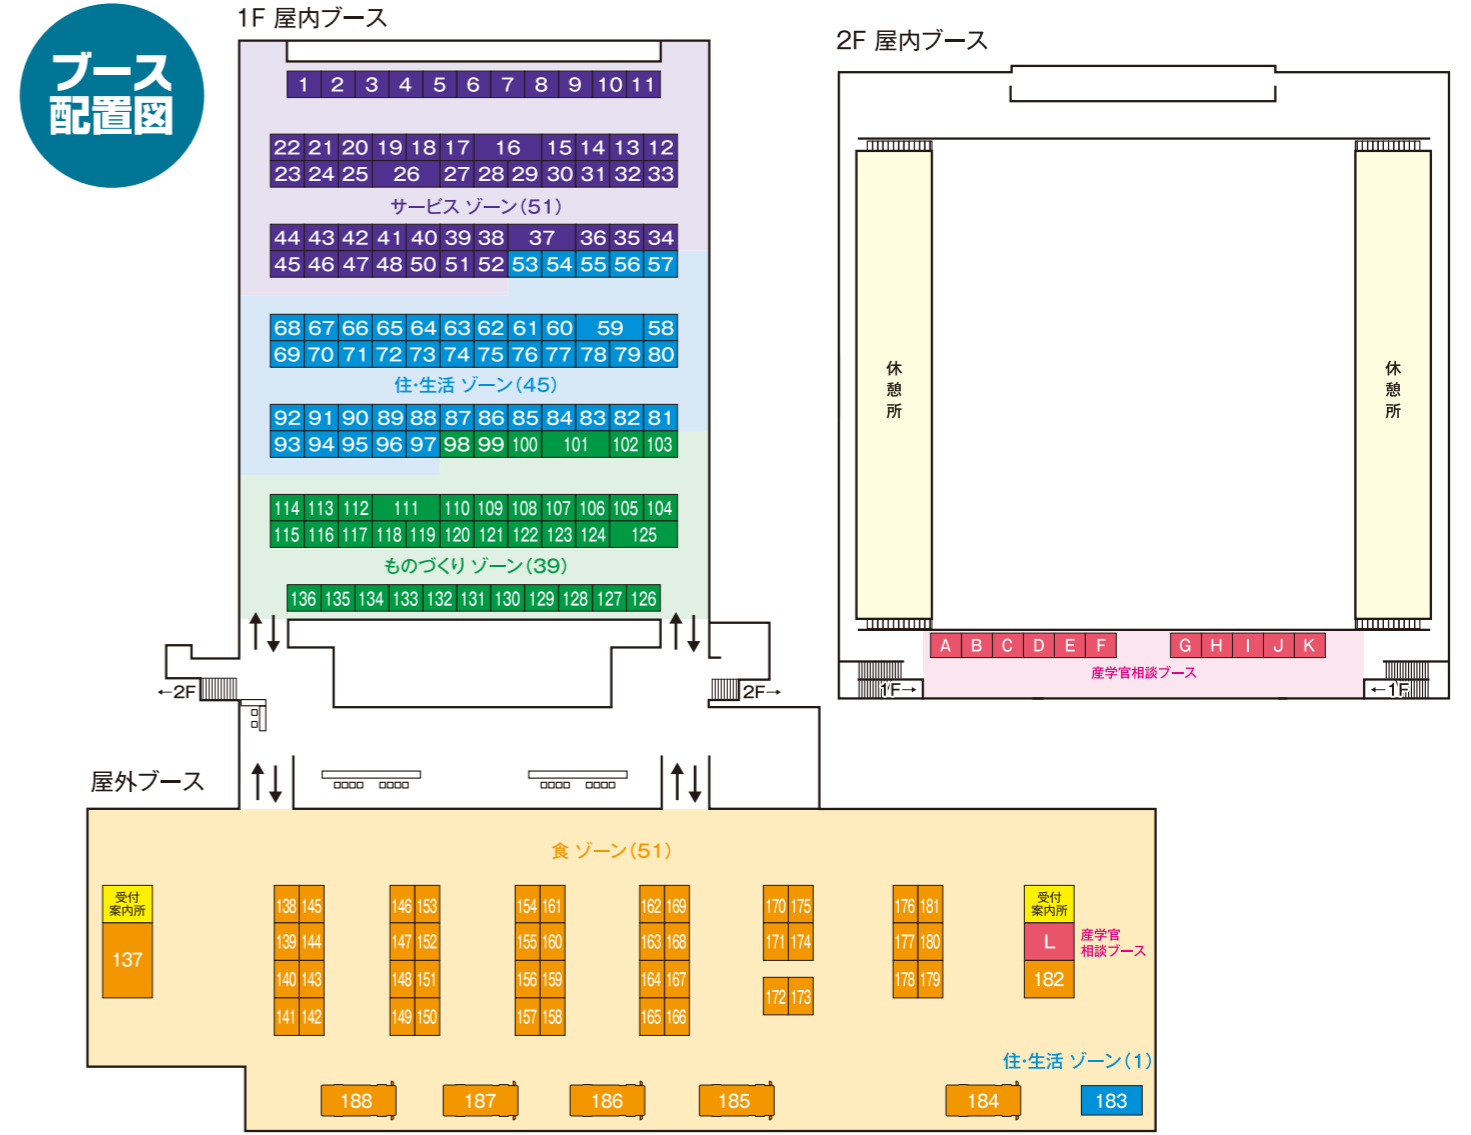 ブース
配置図
1F 屋内ブース
1 2 3 4 5 6 7 8 9 10 11
22 21 20 19 18 17 16 15 14 13 12
23 24 25 26 27 28 29 30 31 32 33
サービス ゾーン(51)
44 43 42 41 40 39 38 37 36 35 34
45 46 47 48 50 51 52 53 54 55 56 57
68 67 66 65 64 63 62 61 60 59 58
69 70 71 72 73 74 75 76 77 78 79 80
住・生活 ゾーン(45)
92 91 90 89 88 87 86 85 84 83 82 81
93 94 95 96 97 98 99 100 101 102 103
114 113 112 111 110 109 108 107 106 105 104
115 116 117 118 119 120 121 122 123 124 125
ものづくり ゾーン(39)
136 135 134 133 132 131 130 129 128 127 126
←2F
2F→
2F 屋内ブース
休憩所
休憩所
A B C D E F G H I J K
産学官相談ブース
1F→
←1F
屋外ブース
食 ゾーン(51)
受付
案内所
137
138 145
139 144
140 143
141 142
146 153
147 152
148 151
149 150
154 161
155 160
156 159
157 158
162 169
163 168
164 167
165 166
170 175
171 174
172 173
176 181
177 180
178 179
受付
案内所
L
産学官
相談ブース
182
住・生活 ゾーン(1)
188 187 186 185 184 183